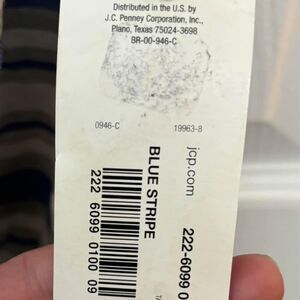 Distributed in the U.S. by
J.C. Penney Corporation, Inc.,
Plano, Texas 75024-3698
BR-00-946-C
0946-C
19963-8
jcp.com
222-6099 0
BLUE STRIPE
222 6099 0100 09